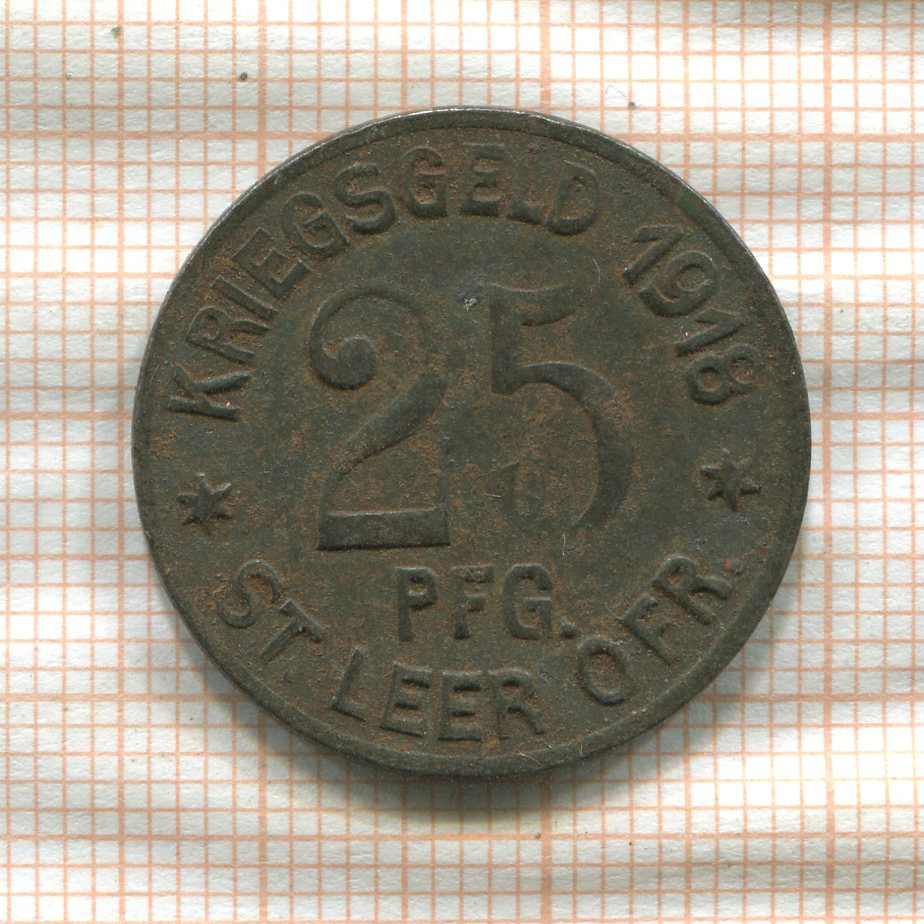 KRIEGSGELD 1918
25
PFG.
ST LEER OFR.